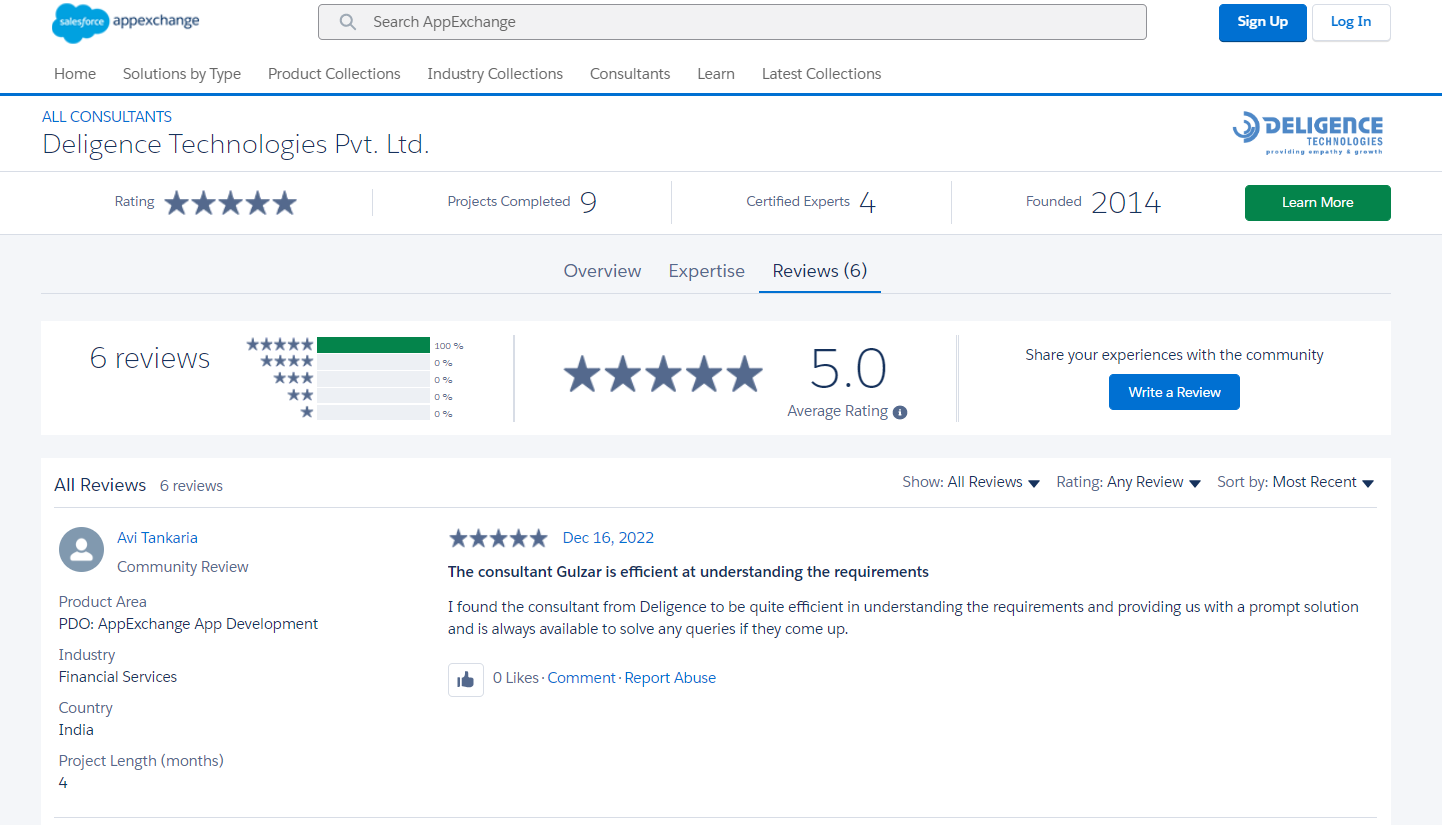 salesforce appexchange
Search AppExchange
Sign Up
Log In
Home Solutions by Type Product Collections Industry Collections Consultants Learn Latest Collections
ALL CONSULTANTS
Deligence Technologies Pvt. Ltd.
DELIGENCE
TECHNOLOGIES
providing empathy & growth
Rating
Projects Completed 9
Certified Experts 4
Founded 2014
Learn More
Overview Expertise Reviews (6)
6 reviews
100 %
0 %
0 %
0 %
0 %
5.0
Average Rating
Share your experiences with the community
Write a Review
All Reviews 6 reviews
Show: All Reviews Rating: Any Review Sort by: Most Recent
Avi Tankaria
Community Review
Product Area
PDO: AppExchange App Development
Industry
Financial Services
Country
India
Project Length (months)
4
Dec 16, 2022
The consultant Gulzar is efficient at understanding the requirements
I found the consultant from Deligence to be quite efficient in understanding the requirements and providing us with a prompt solution
and is always available to solve any queries if they come up.
0 Likes · Comment · Report Abuse